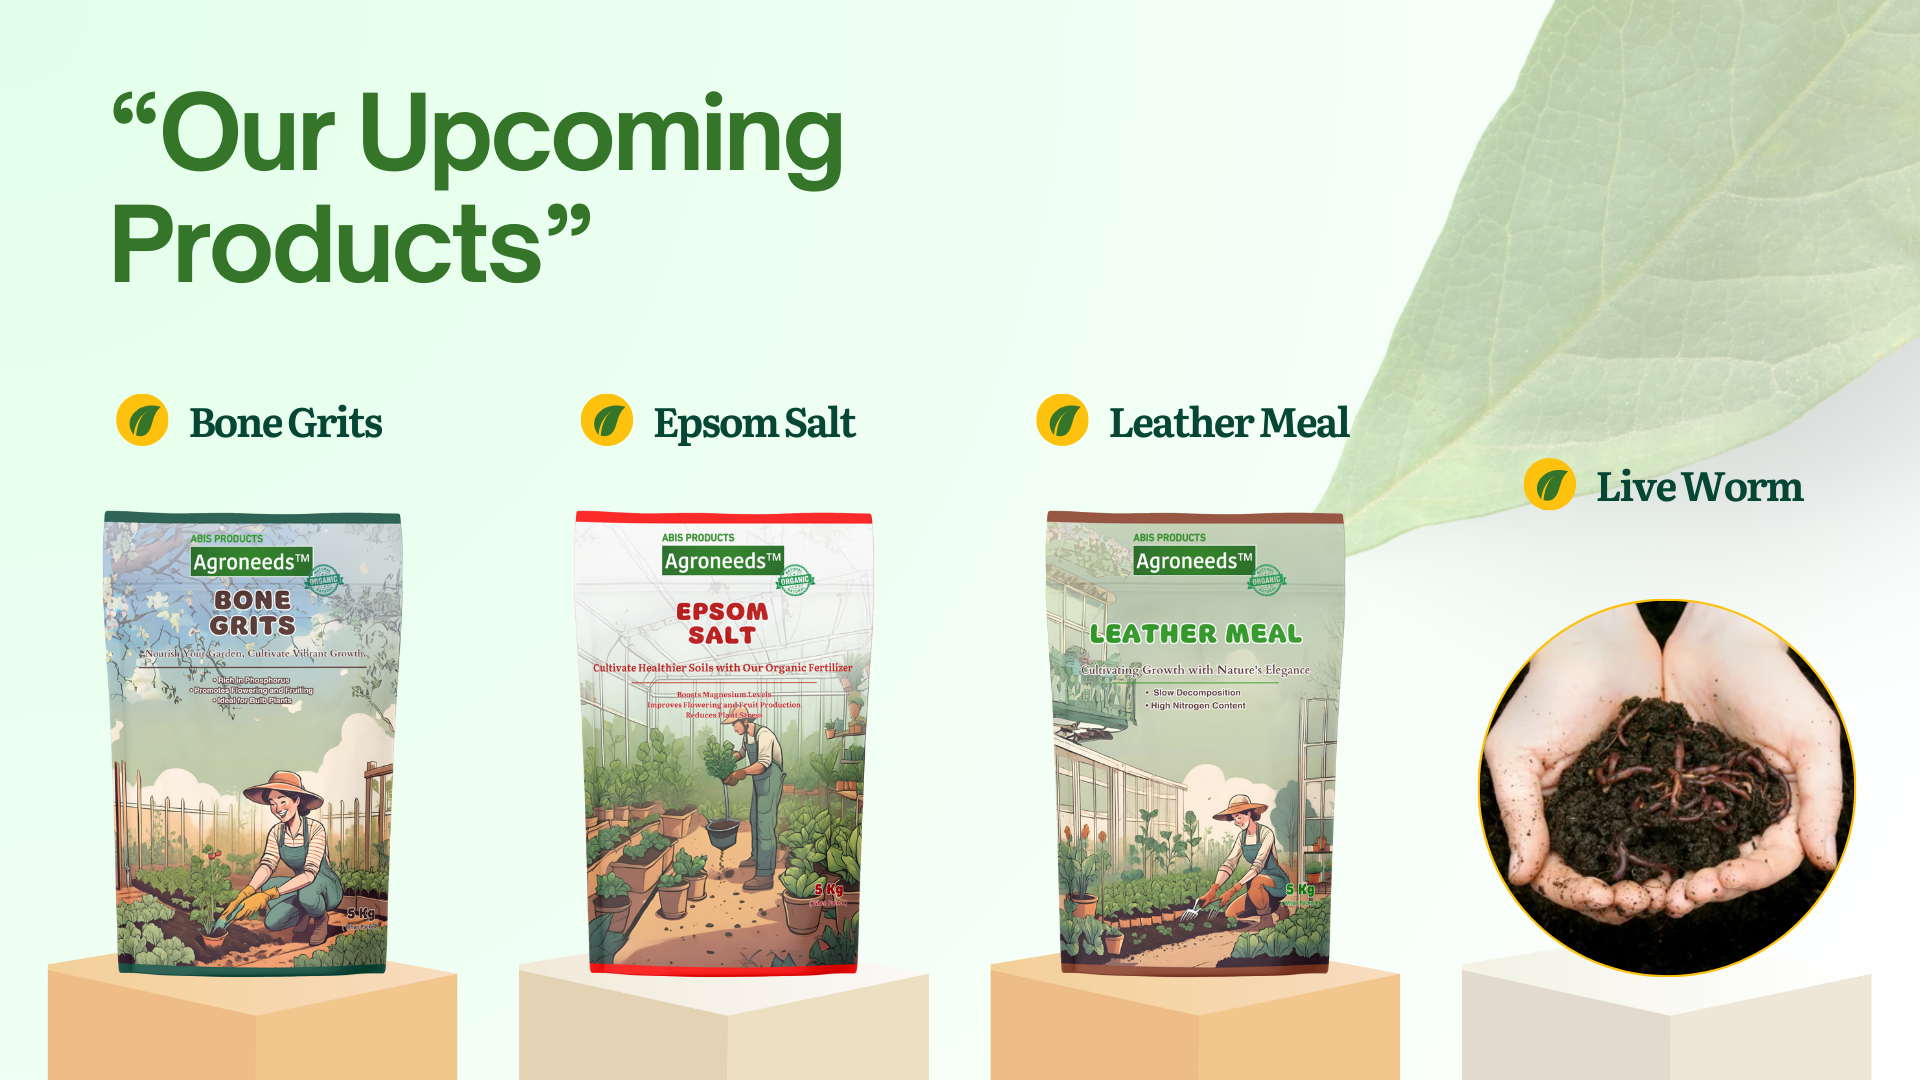 “Our Upcoming
Products”
Bone Grits
Epsom Salt
Leather Meal
Live Worm
ABIS PRODUCTS
Agroneeds™
ORGANIC
BONE
GRITS
Nourish Your Garden, Cultivate Vibrant Growth.
• Rich in Phosphorus
• Promotes Flowering and Fruiting
• Ideal for Bulb Plants
5 Kg
ABIS PRODUCTS
Agroneeds™
ORGANIC
EPSOM
SALT
Cultivate Healthier Soils with Our Organic Fertilizer
Boosts Magnesium Levels
Improves Flowering and Fruit Production
Reduces Plant Stress
5 Kg
ABIS PRODUCTS
Agroneeds™
ORGANIC
LEATHER MEAL
Cultivating Growth with Nature's Elegance
• Slow Decomposition
• High Nitrogen Content
5 Kg